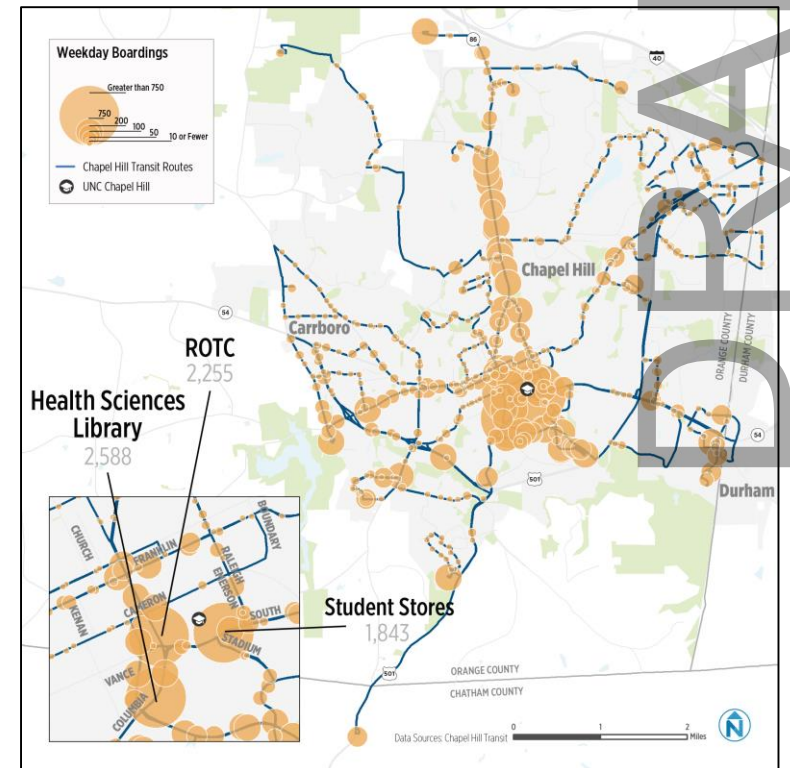 Weekday Boardings
Greater than 750
750
200
100
50
10 or Fewer
Chapel Hill Transit Routes
UNC Chapel Hill
86
40
Chapel Hill
Carrboro
54
ORANGE COUNTY
DURHAM COUNTY
54
Durham
501
ROTC
2,255
Health Sciences
Library
2,588
Student Stores
1,843
CHURCH
FRANKLIN
BOUNDARY
RALEIGH
EMERSON
KENAN
CAMERON
SOUTH
STADIUM
VANCE
COLUMBIA
501
ORANGE COUNTY
CHATHAM COUNTY
Data Sources: Chapel Hill Transit
0 1 2
Miles
N
DRA